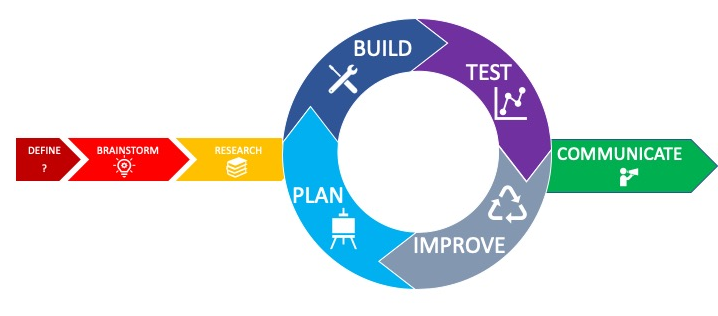 DEFINE
?
BRAINSTORM
RESEARCH
PLAN
BUILD
TEST
IMPROVE
COMMUNICATE